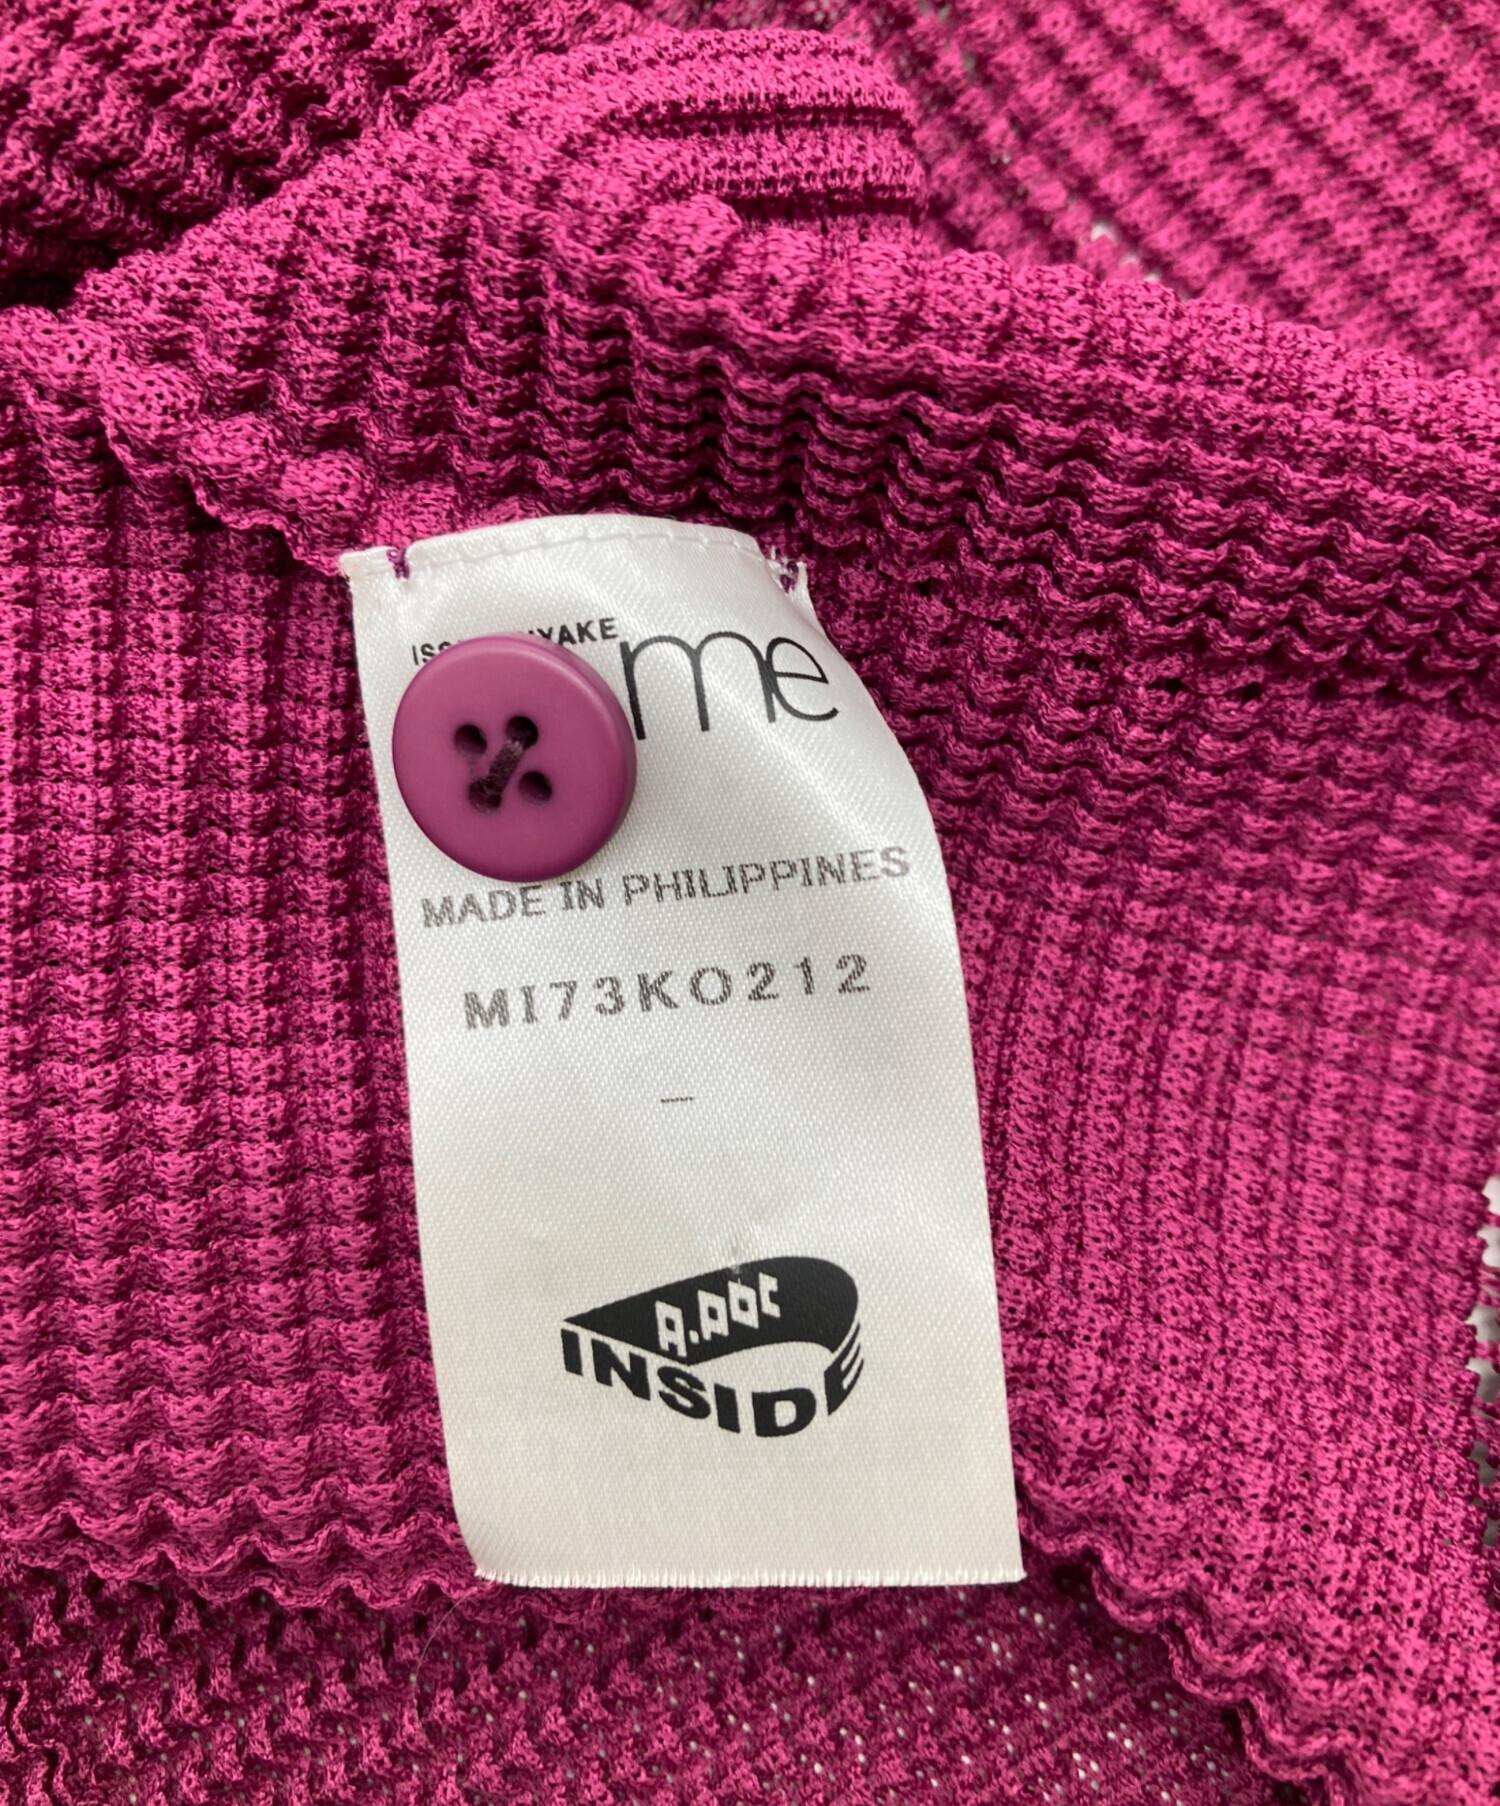 me
MADE IN PHILIPPINES
MI73KO212
–
A.POC
INSIDE